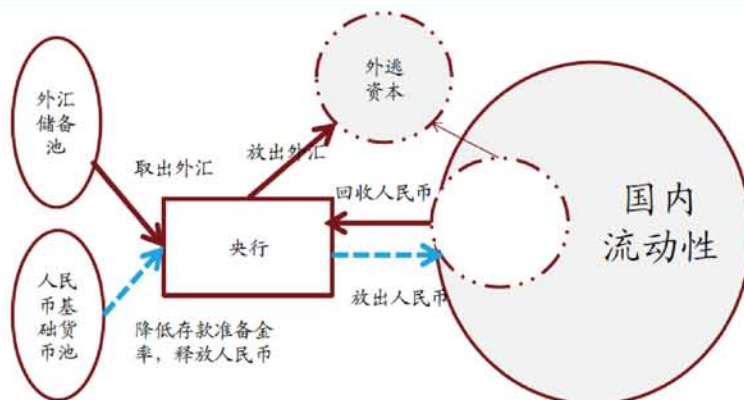 外汇
储备
池
取出外汇
放出外汇
外逃
资本
回收人民币
国内
流动性
央行
放出人民币
人民
币基
础货
币池
降低存款准备金
率，释放人民币